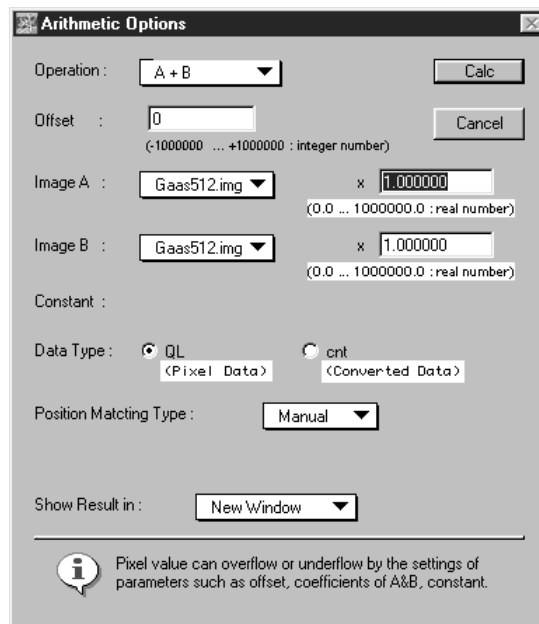 Arithmetic Options
Operation : A + B Calc
Offset : 0 Cancel
(-1000000 ... +1000000 : integer number)
Image A : Gaas512.img x 1.000000
(0.0 ... 1000000.0 : real number)
Image B : Gaas512.img x 1.000000
(0.0 ... 1000000.0 : real number)
Constant :
Data Type : QL cnt
(Pixel Data) (Converted Data)
Position Matcting Type : Manual
Show Result in : New Window
Pixel value can overflow or underflow by the settings of
parameters such as offset, coefficients of A&B, constant.